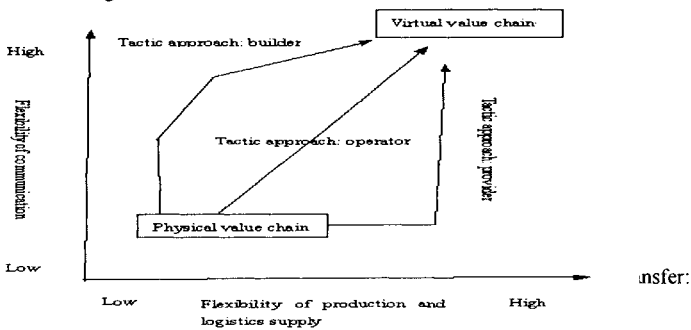 Virtual value chain
Tactic approach: builder
High
Flexibility of communication
Tactic approach: provider
Tactic approach: operator
Physical value chain
Low
nsfer:
Low
Flexibility of production and
High
logistics supply